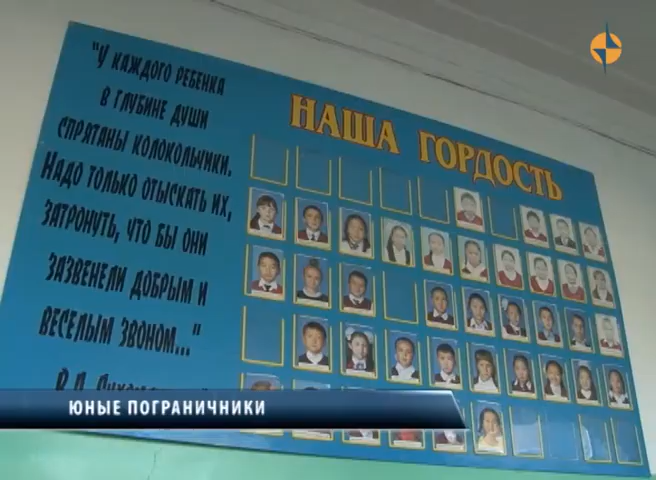 "У КАЖДОГО РЕБЕНКА
В ГЛУБИНЕ ДУШИ
СПРЯТАНЫ КОЛОКОЛЬЧИКИ.
НАДО ТОЛЬКО ОТЫСКАТЬ ИХ,
ЗАТРОНУТЬ, ЧТО БЫ ОНИ
ЗАЗВЕНЕЛИ ДОБРЫМ И
ВЕСЕЛЫМ ЗВОНОМ..."
НАША ГОРДОСТЬ
ЮНЫЕ ПОГРАНИЧНИКИ